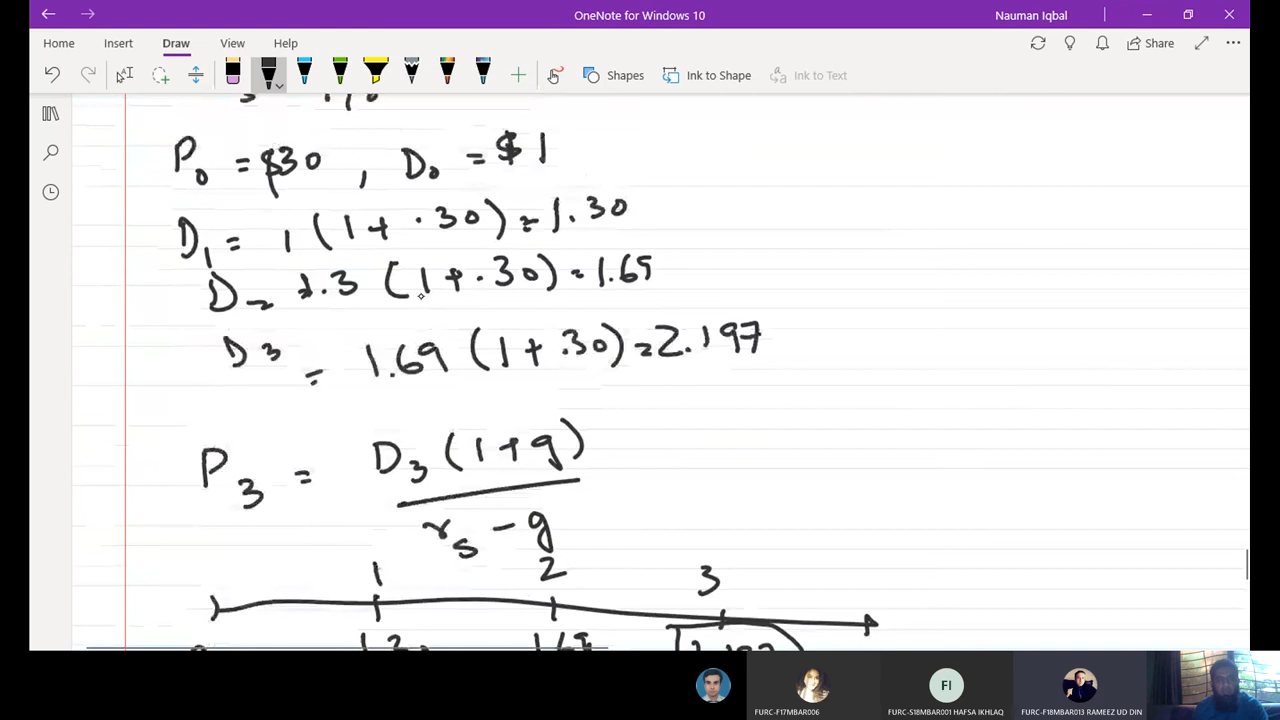 OneNote for Windows 10
Nauman Iqbal
Home Insert Draw View Help
Share
Shapes Ink to Shape Ink to Text
P0 = $30 , D0 = $ 1
D1 = 1 (1 + .30) = 1.30
D = 1.3 (1 + .30) = 1.69
D3 = 1.69 (1 + .30) = 2.197
P3 = D3 (1 + g)
rs - g
1 2 3
1.69
FURC-F17MBAR006
FI
FURC-S18MBAR001 HAFSA IKHLAQ
FURC-F18MBAR013 RAMEEZ UD DIN